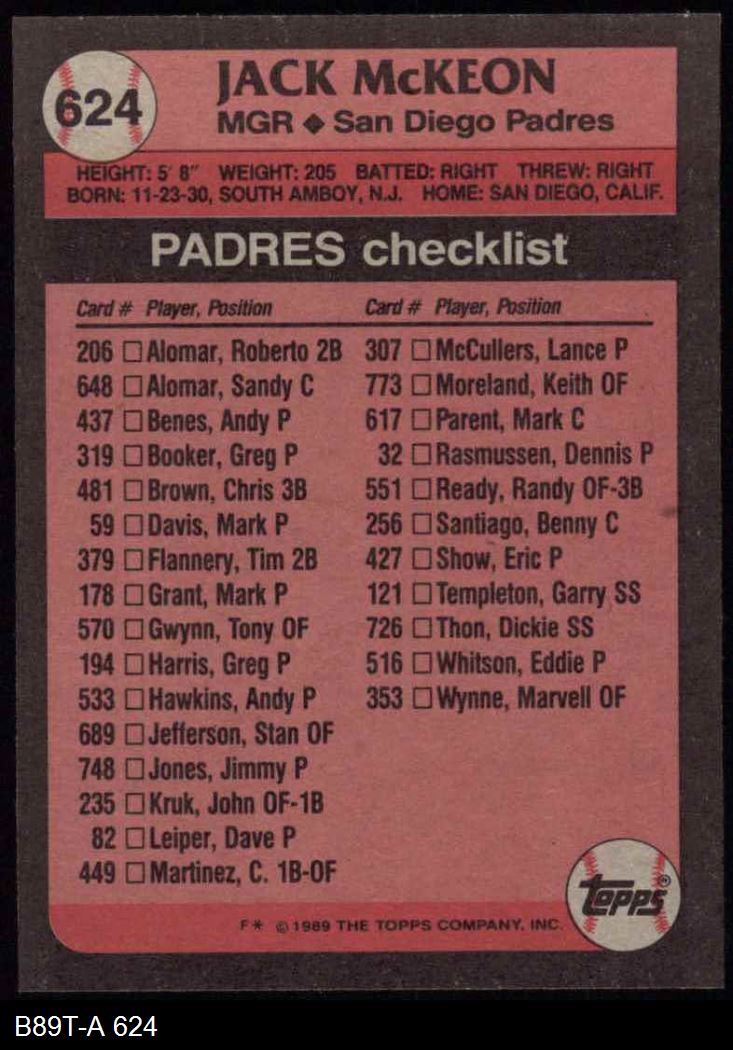 624
JACK McKEON
MGR ◆ San Diego Padres
HEIGHT: 5' 8" WEIGHT: 205 BATTED: RIGHT THREW: RIGHT
BORN: 11-23-30, SOUTH AMBOY, N.J. HOME: SAN DIEGO, CALIF.
PADRES checklist
Card # Player, Position
206 □ Alomar, Roberto 2B
648 □ Alomar, Sandy C
437 □ Benes, Andy P
319 □ Booker, Greg P
481 □ Brown, Chris 3B
59 □ Davis, Mark P
379 □ Flannery, Tim 2B
178 □ Grant, Mark P
570 □ Gwynn, Tony OF
194 □ Harris, Greg P
533 □ Hawkins, Andy P
689 □ Jefferson, Stan OF
748 □ Jones, Jimmy P
235 □ Kruk, John OF-1B
82 □ Leiper, Dave P
449 □ Martinez, C. 1B-OF
Card # Player, Position
307 □ McCullers, Lance P
773 □ Moreland, Keith OF
617 □ Parent, Mark C
32 □ Rasmussen, Dennis P
551 □ Ready, Randy OF-3B
256 □ Santiago, Benny C
427 □ Show, Eric P
121 □ Templeton, Garry SS
726 □ Thon, Dickie SS
516 □ Whitson, Eddie P
353 □ Wynne, Marvell OF
Topps®
F* © 1989 THE TOPPS COMPANY, INC.
B89T-A 624